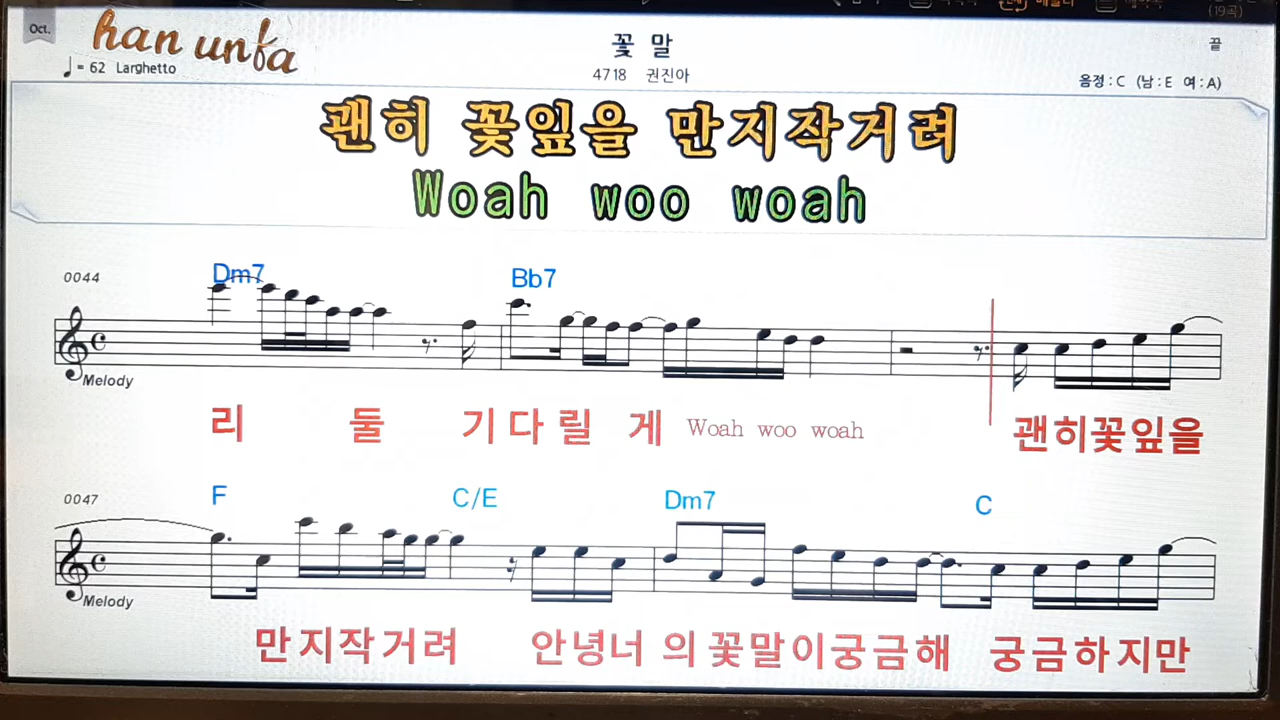 (19곡)
Oct.
han unfa
꽃 말
끝
♩= 62 Larghetto
4718 권진아
음정 : C (남 : E 여 : A)
괜히 꽃잎을 만지작거려
Woah woo woah
0044
Dm7 Bb7
Melody
리 둘 기 다 릴 게 Woah woo woah 괜히꽃잎을
0047
F C/E Dm7 C
Melody
만지작거려 안녕너 의 꽃말이궁금해 궁금하지만